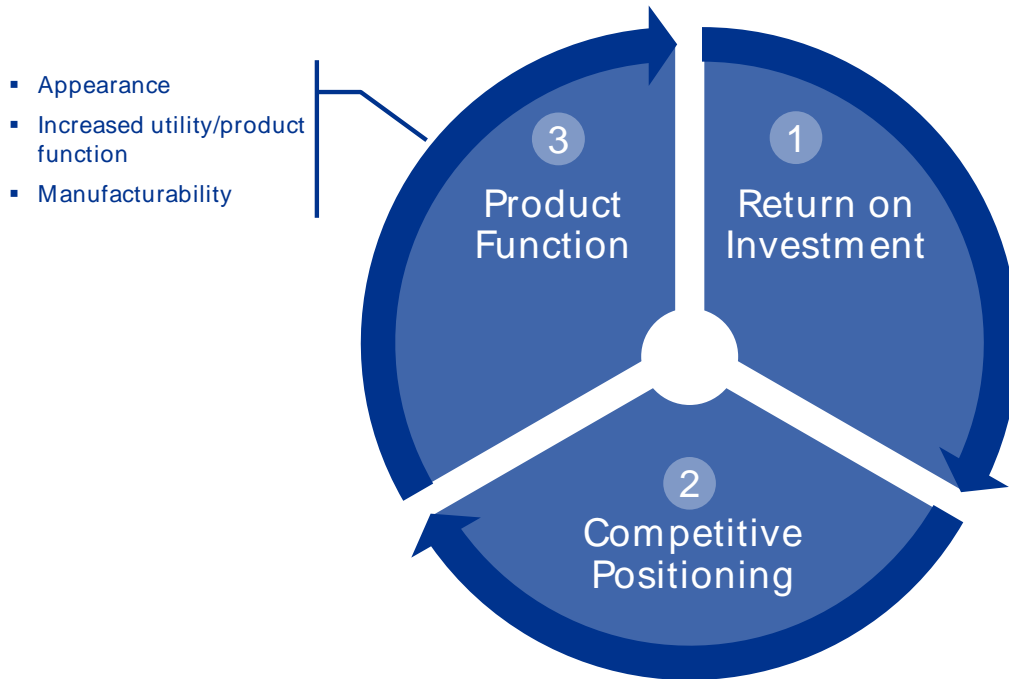 ▪ Appearance
▪ Increased utility/product
function
▪ Manufacturability
3
Product
Function
1
Return on
Investment
2
Competitive
Positioning